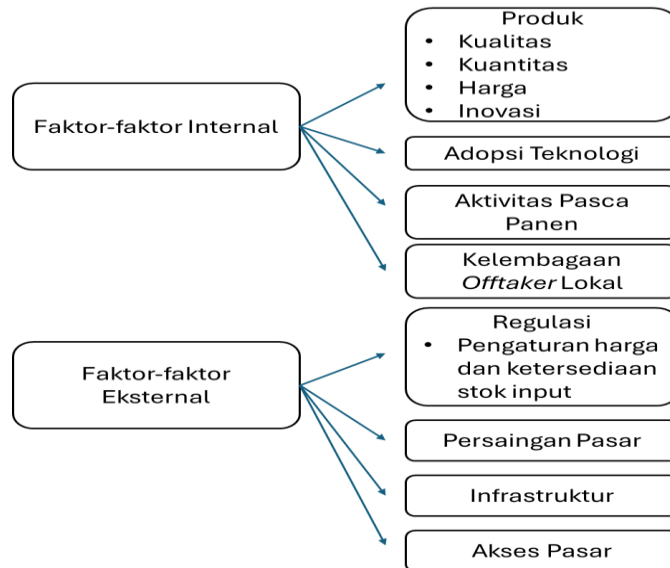 Faktor-faktor Internal
Produk
• Kualitas
• Kuantitas
• Harga
• Inovasi
Adopsi Teknologi
Aktivitas Pasca
Panen
Kelembagaan
Offtaker Lokal
Faktor-faktor
Eksternal
Regulasi
• Pengaturan harga
dan ketersediaan
stok input
Persaingan Pasar
Infrastruktur
Akses Pasar